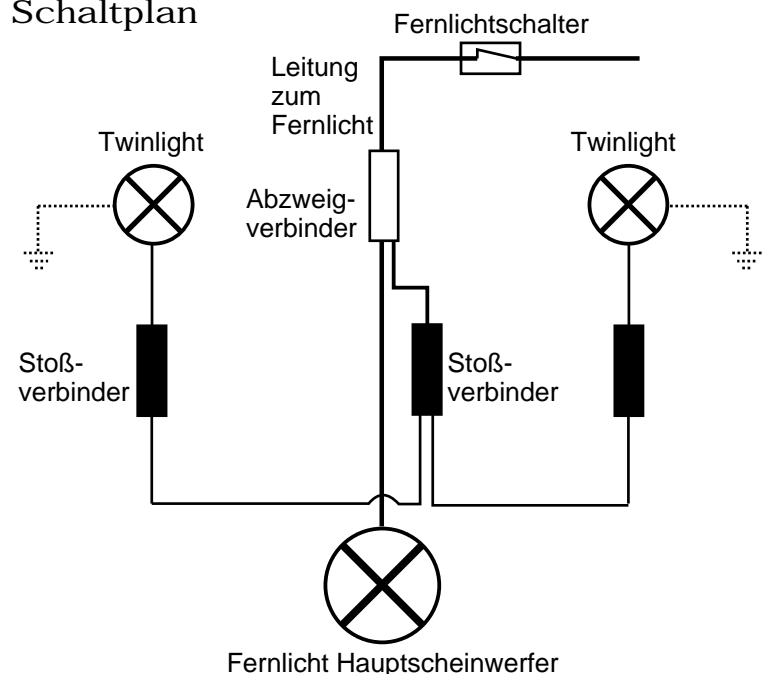 Schaltplan
Fernlichtschalter
Leitung
zum
Fernlicht
Twinlight
Twinlight
Abzweig-
verbinder
Stoß-
verbinder
Stoß-
verbinder
Fernlicht Hauptscheinwerfer